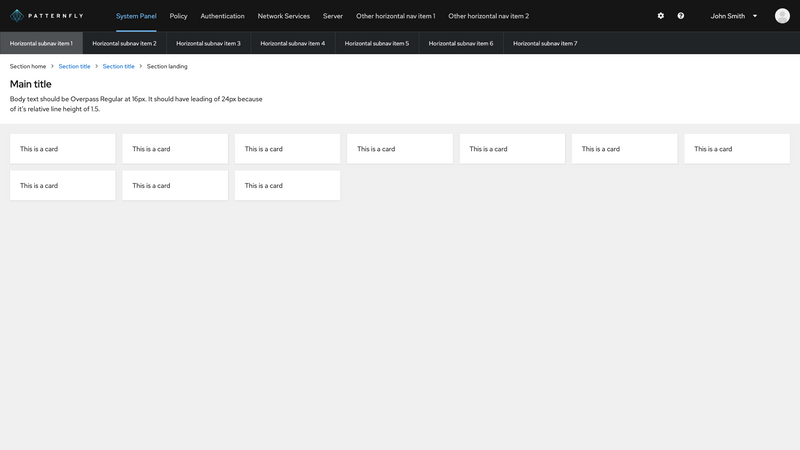 PATTERNFLY System Panel Policy Authentication Network Services Server Other horizontal nav item 1 Other horizontal nav item 2 John Smith
Horizontal subnav item 1 Horizontal subnav item 2 Horizontal subnav item 3 Horizontal subnav item 4 Horizontal subnav item 5 Horizontal subnav item 6 Horizontal subnav item 7
Section home > Section title > Section title > Section landing
Main title
Body text should be Overpass Regular at 16px. It should have leading of 24px because
of it's relative line height of 1.5.
This is a card This is a card This is a card This is a card This is a card This is a card This is a card
This is a card This is a card This is a card